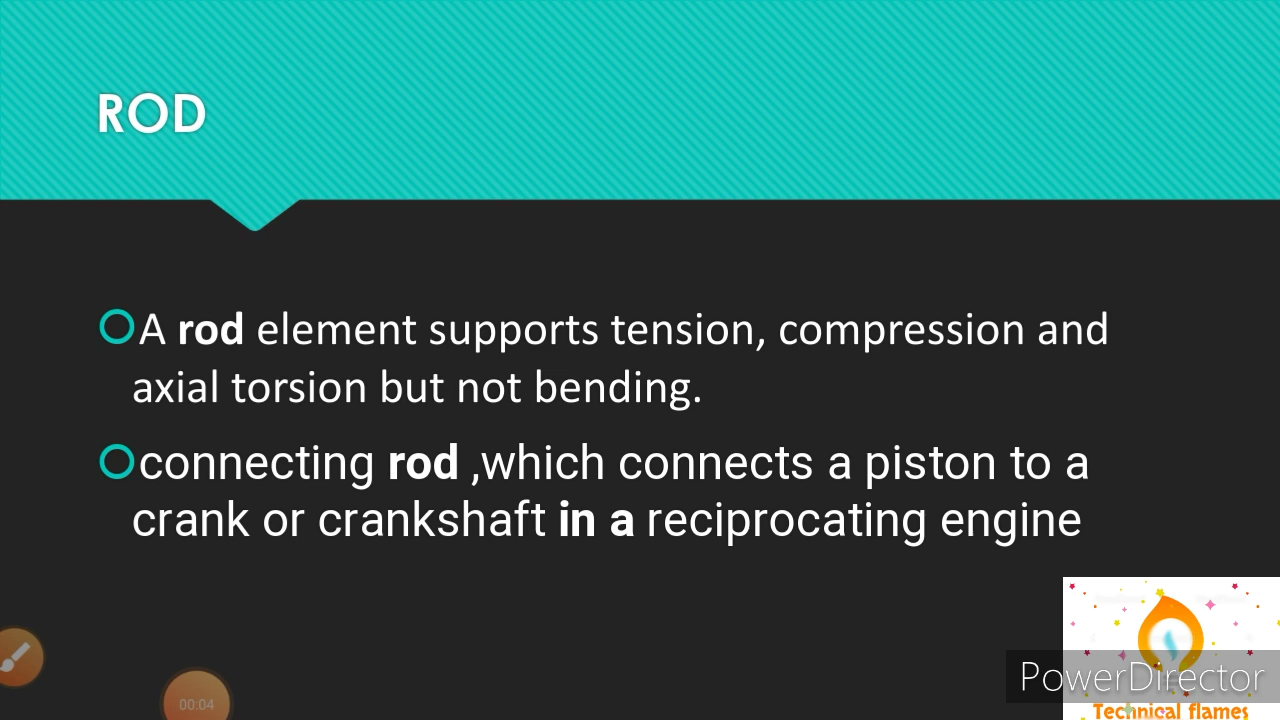 ROD
A rod element supports tension, compression and
axial torsion but not bending.
connecting rod ,which connects a piston to a
crank or crankshaft in a reciprocating engine
00:04
PowerDirector
Technical flames